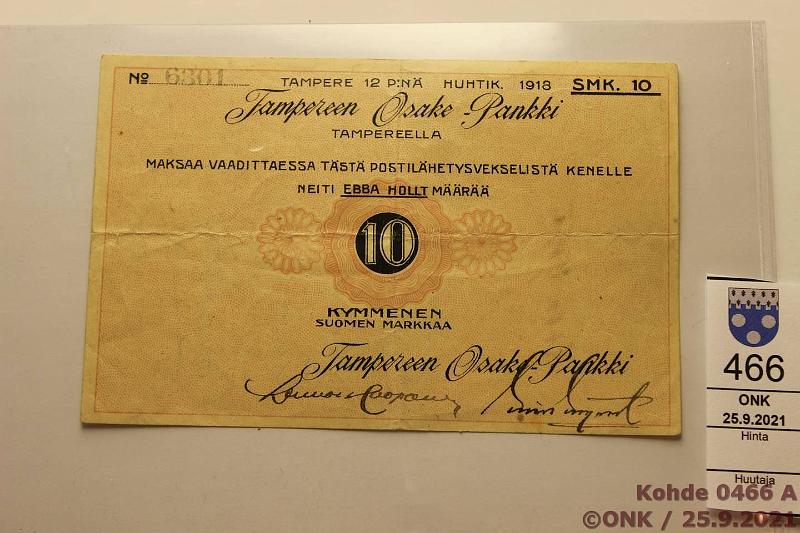 № 6301 TAMPERE 12 P:NÄ HUHTIK. 1918 SMK. 10
Tampereen Osake-Pankki
TAMPEREELLA
MAKSAA VAADITTAESSA TÄSTÄ POSTILÄHETYSVEKSELISTÄ KENELLE
NEITI EBBA HOLLT MÄÄRÄÄ
10
KYMMENEN
SUOMEN MARKKAA
Tampereen Osake-Pankki
466
ONK
25.9.2021
Hinta
Huutaja
Kohde 0466 A
©ONK / 25.9.2021